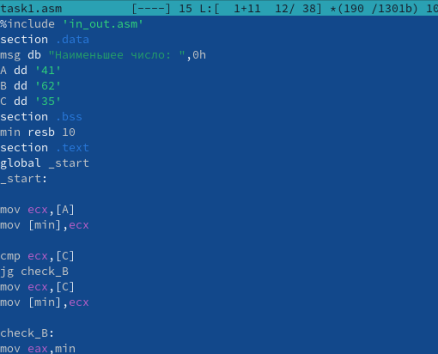 task1.asm [----] 15 L:[ 1+11 12/ 38] *(190 /1301b) 10
%include 'in_out.asm'
section .data
msg db "Наименьшее число: ",0h
A dd '41'
B dd '62'
C dd '35'
section .bss
min resb 10
section .text
global _start
_start:
mov ecx,[A]
mov [min],ecx
cmp ecx,[C]
jg check_B
mov ecx,[C]
mov [min],ecx
check_B:
mov eax,min